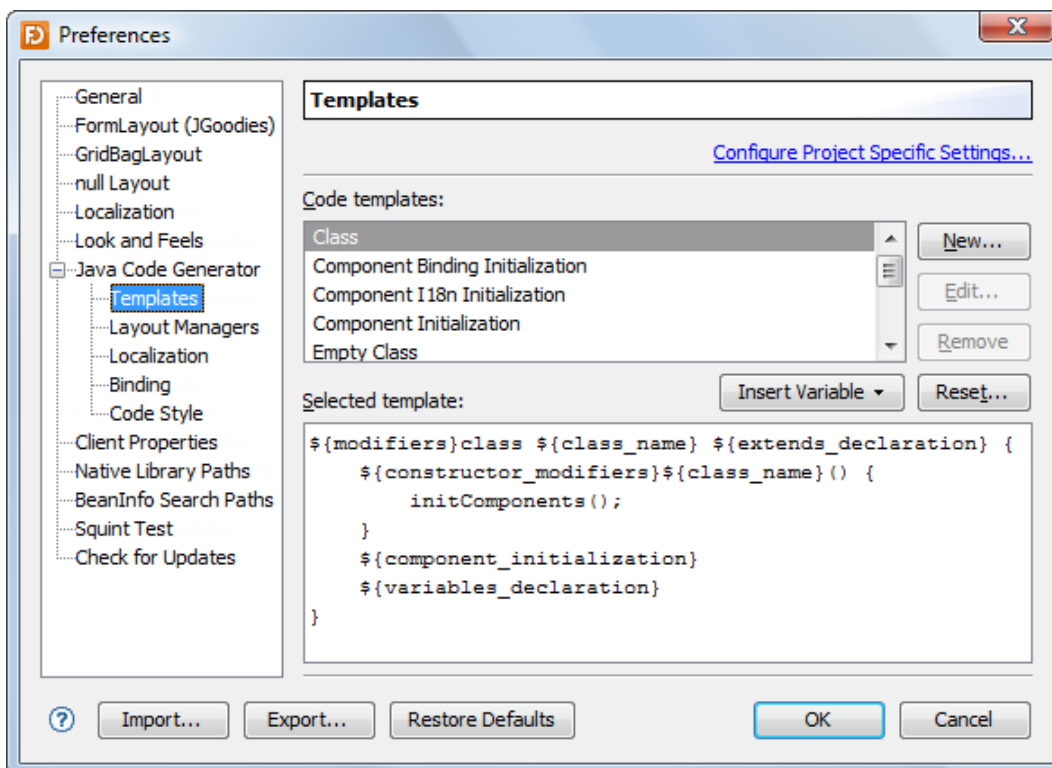 Preferences
General
FormLayout (JGoodies)
GridBagLayout
null Layout
Localization
Look and Feels
Java Code Generator
Templates
Layout Managers
Localization
Binding
Code Style
Client Properties
Native Library Paths
BeanInfo Search Paths
Squint Test
Check for Updates
Templates
Configure Project Specific Settings...
Code templates:
Class
Component Binding Initialization
Component I18n Initialization
Component Initialization
Empty Class
New...
Edit...
Remove
Selected template:
Insert Variable
Reset...
${modifiers}class ${class_name} ${extends_declaration} {
    ${constructor_modifiers}${class_name}() {
        initComponents();
    }
    ${component_initialization}
    ${variables_declaration}
}
? Import... Export... Restore Defaults OK Cancel